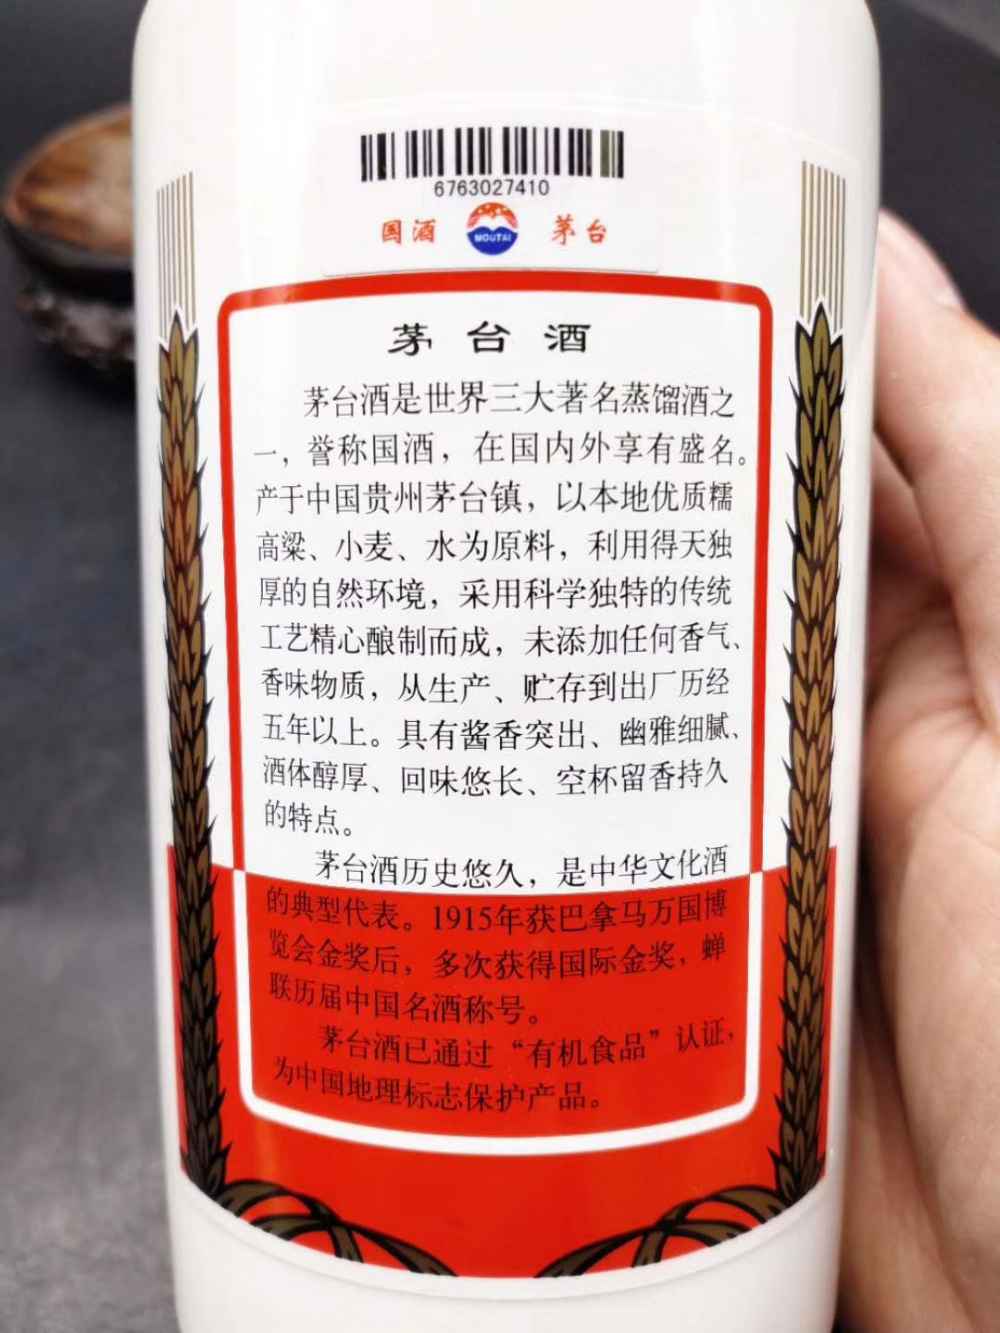 6763027410
国酒 MOUTAI 茅台
茅台酒
茅台酒是世界三大著名蒸馏酒之
一，誉称国酒，在国内外享有盛名。
产于中国贵州茅台镇，以本地优质糯
高粱、小麦、水为原料，利用得天独
厚的自然环境，采用科学独特的传统
工艺精心酿制而成，未添加任何香气、
香味物质，从生产、贮存到出厂历经
五年以上。具有酱香突出、幽雅细腻、
酒体醇厚、回味悠长、空杯留香持久
的特点。
茅台酒历史悠久，是中华文化酒
的典型代表。1915年获巴拿马万国博
览会金奖后，多次获得国际金奖，蝉
联历届中国名酒称号。
茅台酒已通过“有机食品”认证，
为中国地理标志保护产品。